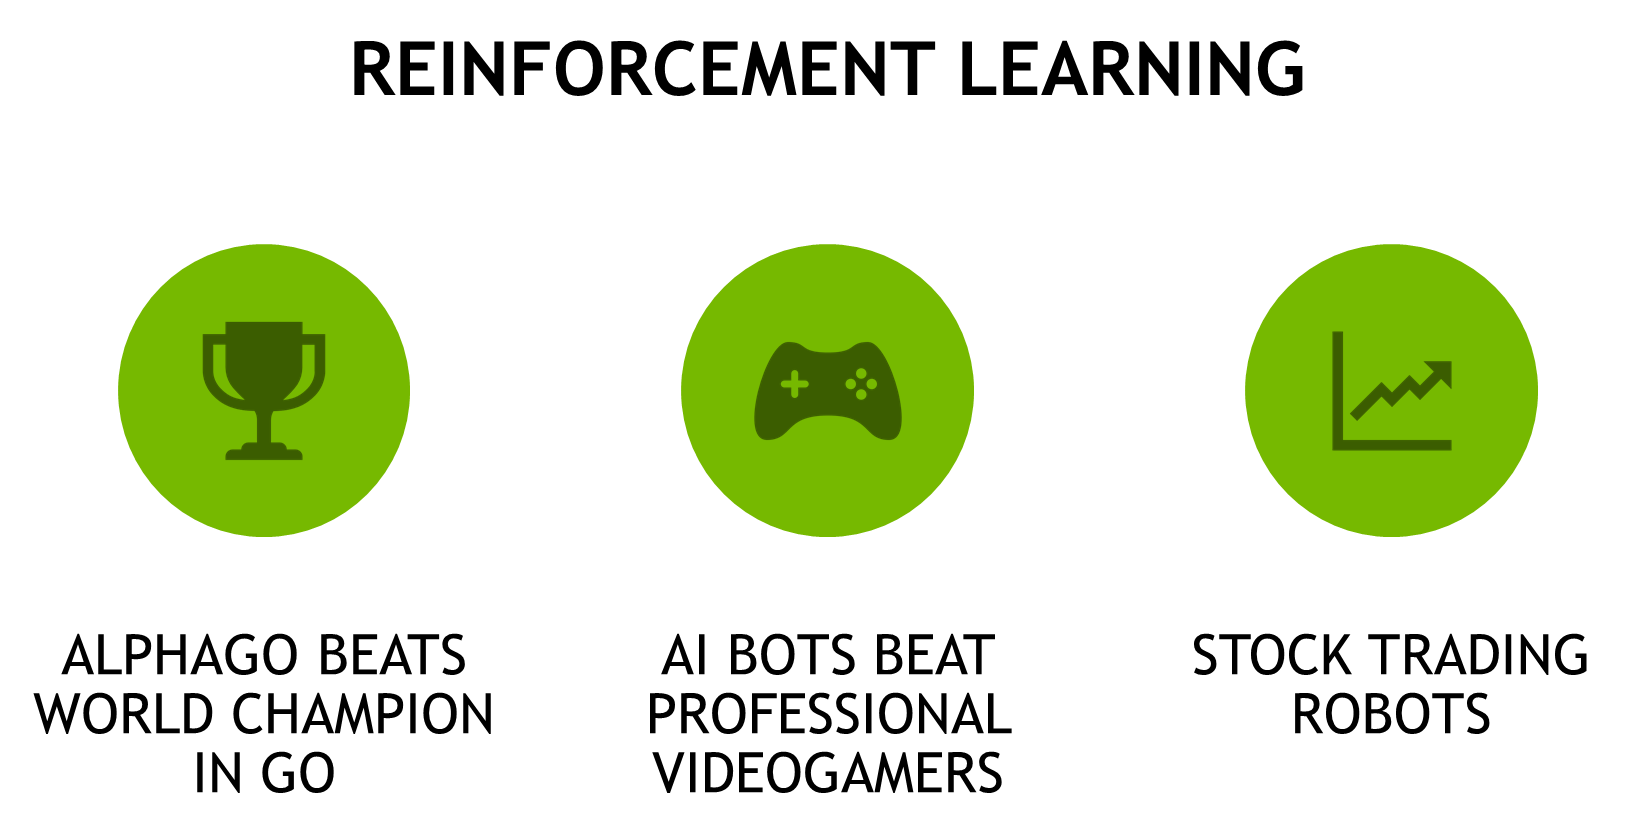 REINFORCEMENT LEARNING
ALPHAGO BEATS
WORLD CHAMPION
IN GO
AI BOTS BEAT
PROFESSIONAL
VIDEOGAMERS
STOCK TRADING
ROBOTS